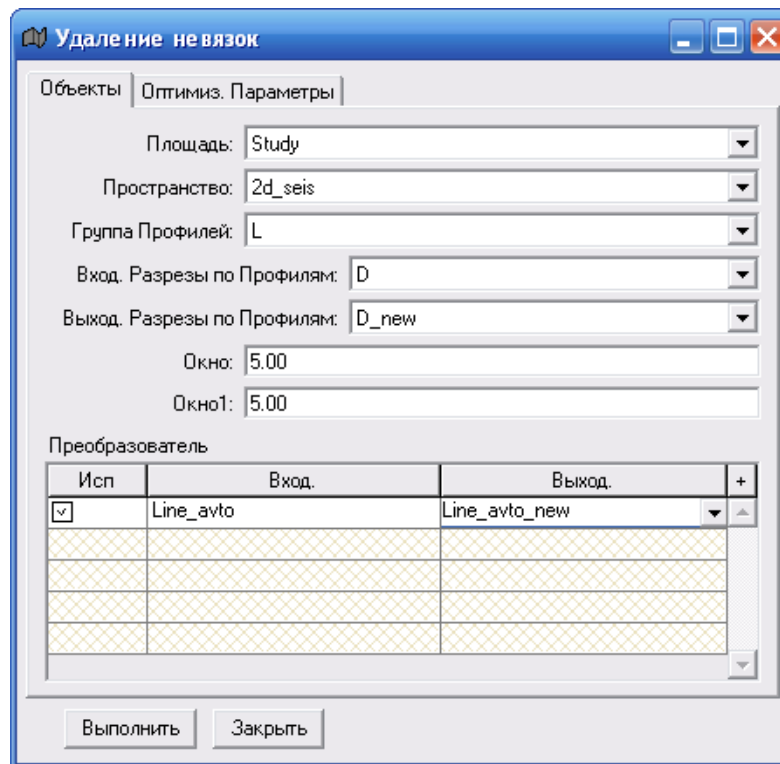 Удаление невязок
Объекты Оптимиз. Параметры
Площадь: Study
Пространство: 2d_seis
Группа Профилей: L
Вход. Разрезы по Профилям: D
Выход. Разрезы по Профилям: D_new
Окно: 5.00
Окно1: 5.00
Преобразователь
Исп Вход. Выход. +
Line_avto Line_avto_new
Выполнить Закрыть